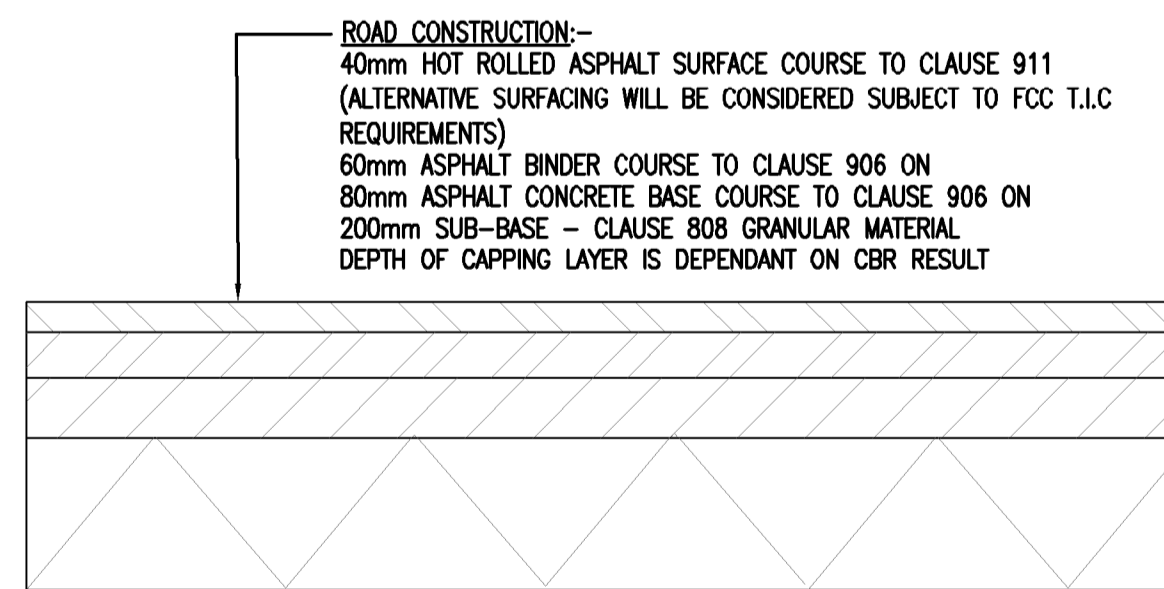 ROAD CONSTRUCTION:-
40mm HOT ROLLED ASPHALT SURFACE COURSE TO CLAUSE 911
(ALTERNATIVE SURFACING WILL BE CONSIDERED SUBJECT TO FCC T.I.C
REQUIREMENTS)
60mm ASPHALT BINDER COURSE TO CLAUSE 906 ON
80mm ASPHALT CONCRETE BASE COURSE TO CLAUSE 906 ON
200mm SUB-BASE - CLAUSE 808 GRANULAR MATERIAL
DEPTH OF CAPPING LAYER IS DEPENDANT ON CBR RESULT